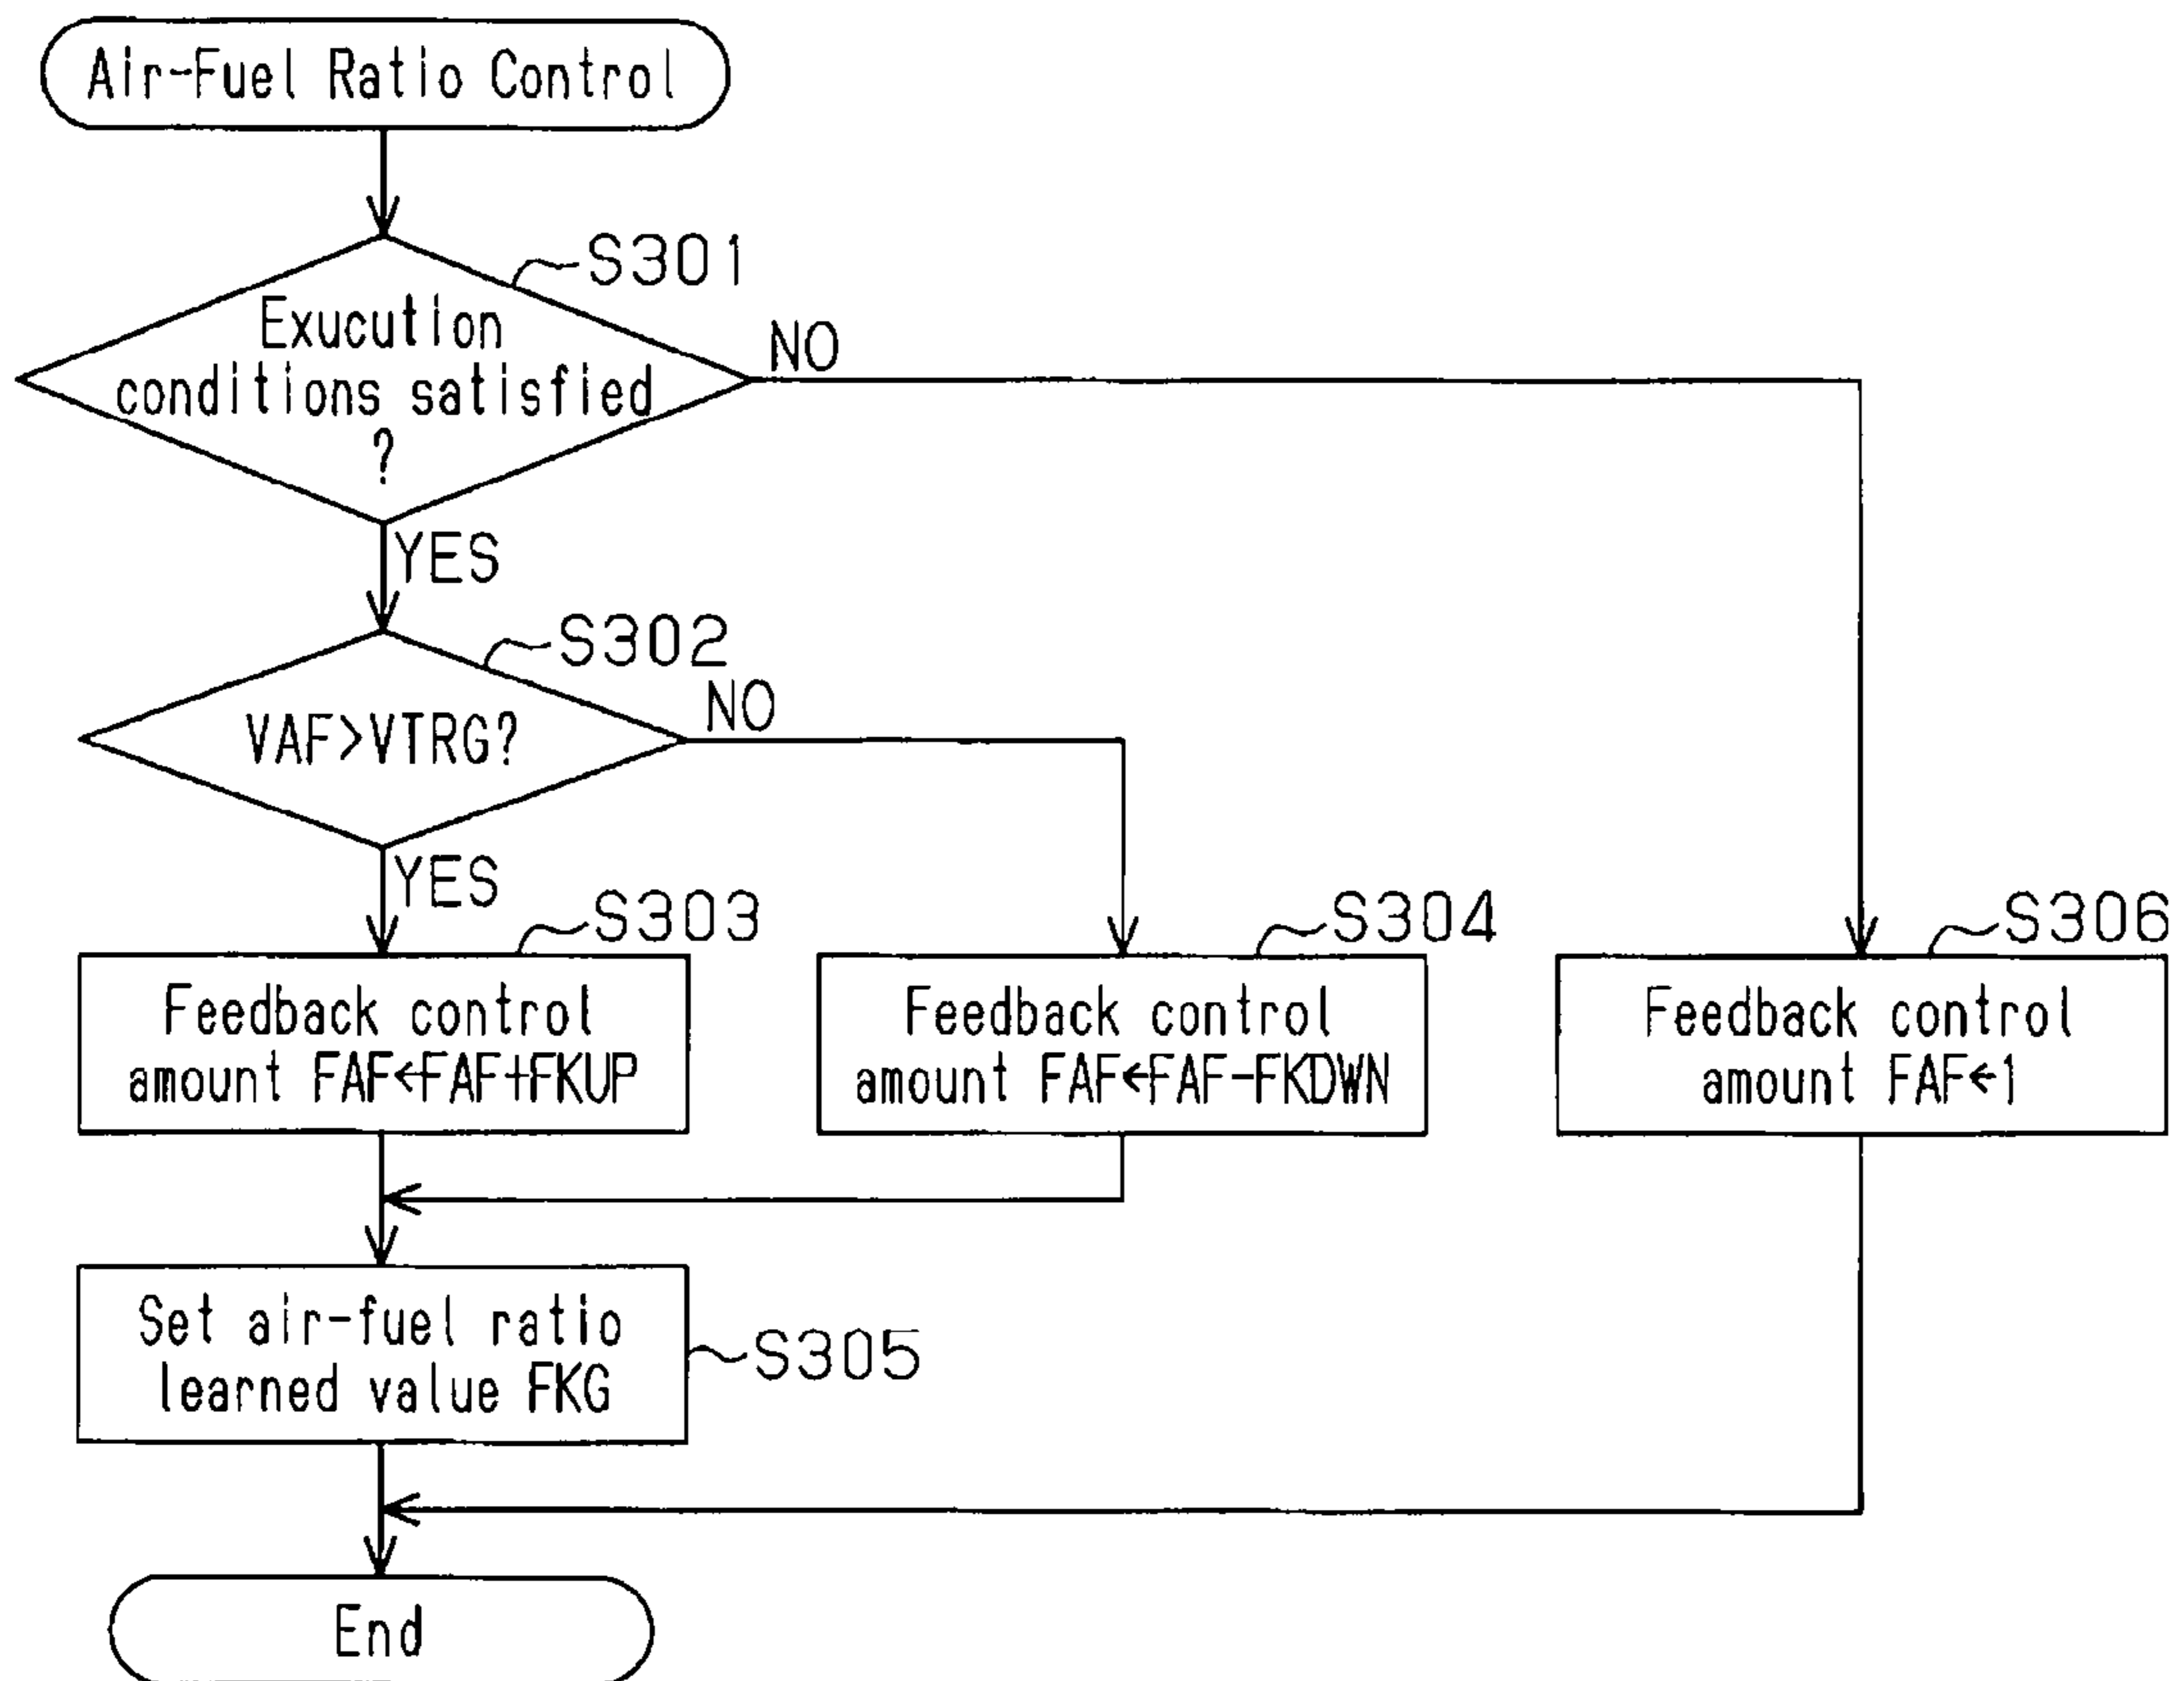 Air-Fuel Ratio Control
S301
Exucution
conditions satisfied
?
NO
YES
S302
VAF>VTRG?
NO
YES
S303
Feedback control
amount FAF←FAF+FKUP
S304
Feedback control
amount FAF←FAF-FKDWN
S306
Feedback control
amount FAF←1
Set air-fuel ratio
learned value FKG
S305
End